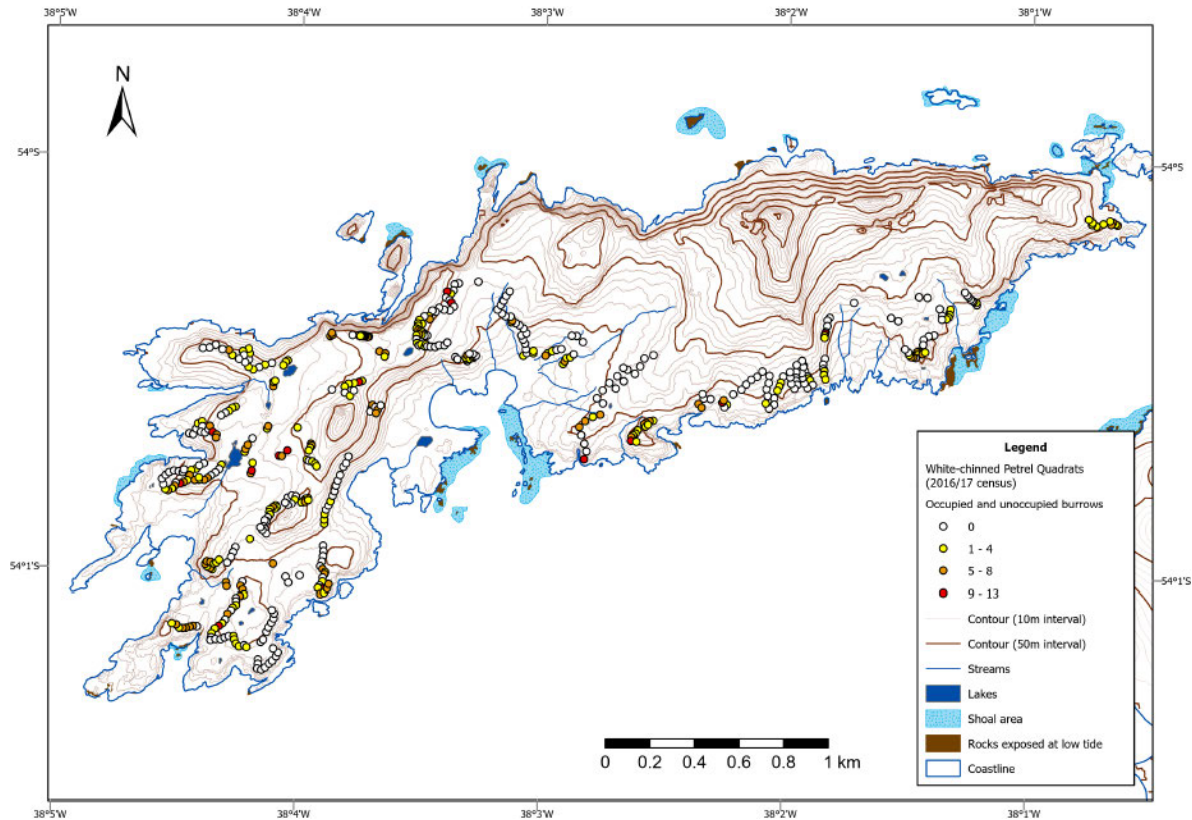 38°5'W 38°4'W 38°3'W 38°2'W 38°1'W
N
54°S 54°S
Legend
White-chinned Petrel Quadrats
(2016/17 census)
Occupied and unoccupied burrows
0
1 - 4
5 - 8
9 - 13
54°1'S 54°1'S
Contour (10m interval)
Contour (50m interval)
Streams
Lakes
Shoal area
Rocks exposed at low tide
Coastline
0 0.2 0.4 0.6 0.8 1 km
38°5'W 38°4'W 38°3'W 38°2'W 38°1'W